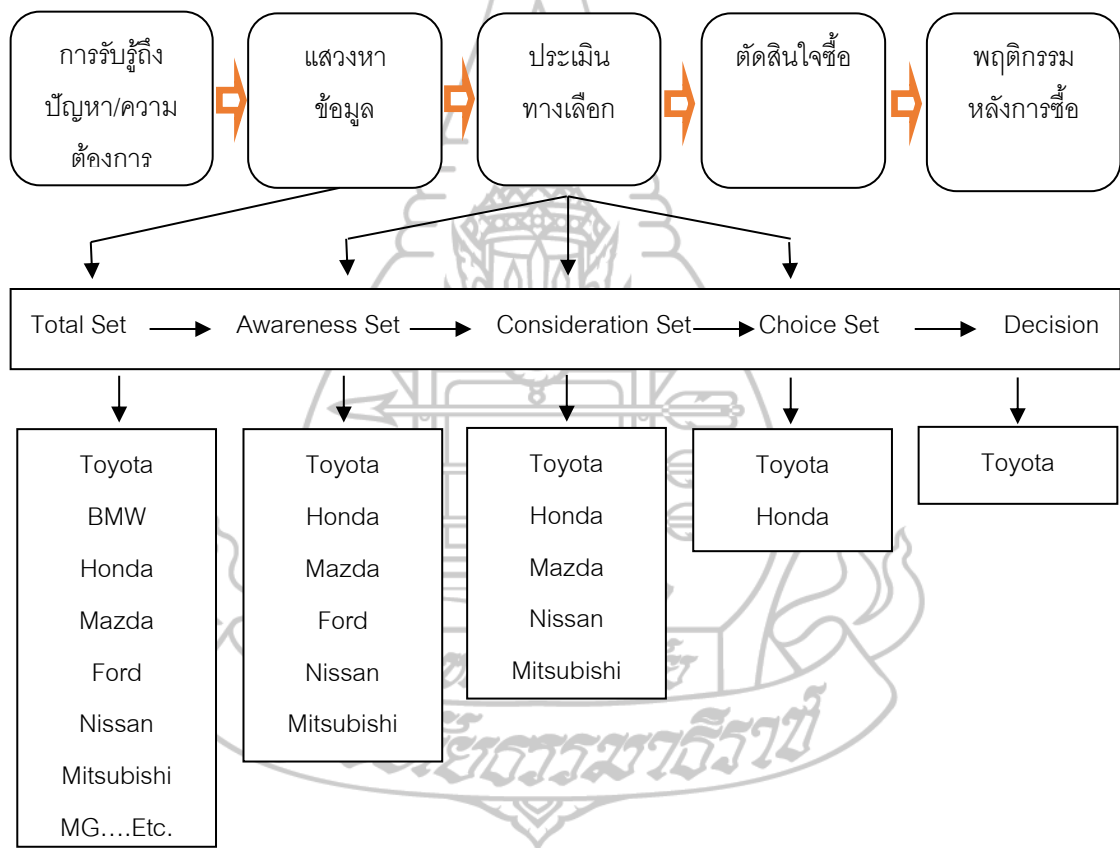 การรับรู้ถึง
ปัญหา/ความ
ต้องการ
แสวงหา
ข้อมูล
ประเมิน
ทางเลือก
ตัดสินใจซื้อ
พฤติกรรม
หลังการซื้อ
Total Set
Awareness Set
Consideration Set
Choice Set
Decision
Toyota
BMW
Honda
Mazda
Ford
Nissan
Mitsubishi
MG....Etc.
Toyota
Honda
Mazda
Ford
Nissan
Mitsubishi
Toyota
Honda
Mazda
Nissan
Mitsubishi
Toyota
Honda
Toyota